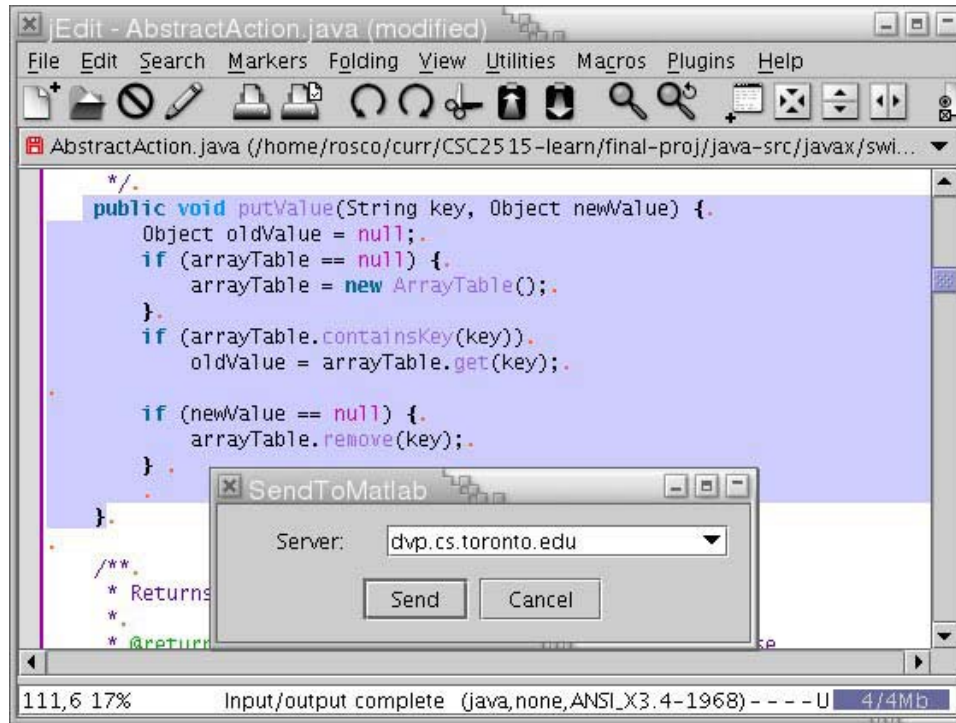 jEdit - AbstractAction.java (modified)
File Edit Search Markers Folding View Utilities Macros Plugins Help
AbstractAction.java (/home/rosco/curr/CSC2515-learn/final-proj/java-src/javax/swi...
*/.
public void putValue(String key, Object newValue) {.
Object oldValue = null;.
if (arrayTable == null) {.
arrayTable = new ArrayTable();.
}.
if (arrayTable.containsKey(key)).
oldValue = arrayTable.get(key);.
.
if (newValue == null) {.
arrayTable.remove(key);.
} .
.
}.
.
/**.
* Returns
*.
* @return
SendToMatlab
Server: dvp.cs.toronto.edu
Send Cancel
111,6 17% Input/output complete (java,none,ANSI_X3.4-1968) - - - - U 4/4Mb